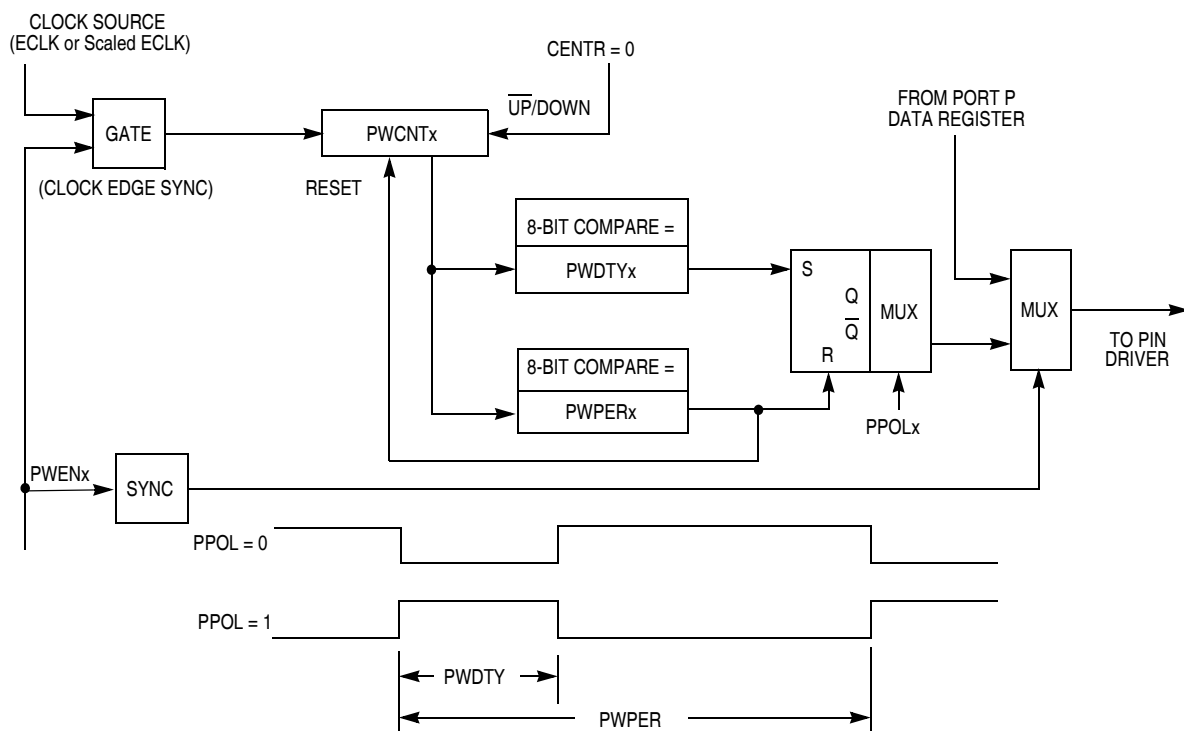 CLOCK SOURCE
(ECLK or Scaled ECLK)
CENTR = 0
U̅P̅/DOWN
FROM PORT P
DATA REGISTER
GATE
PWCNTx
(CLOCK EDGE SYNC)
RESET
8-BIT COMPARE =
PWDTYx
S
Q
Q̅
R
MUX
MUX
TO PIN
DRIVER
8-BIT COMPARE =
PWPERx
PPOLx
PWENx
SYNC
PPOL = 0
PPOL = 1
PWDTY
PWPER